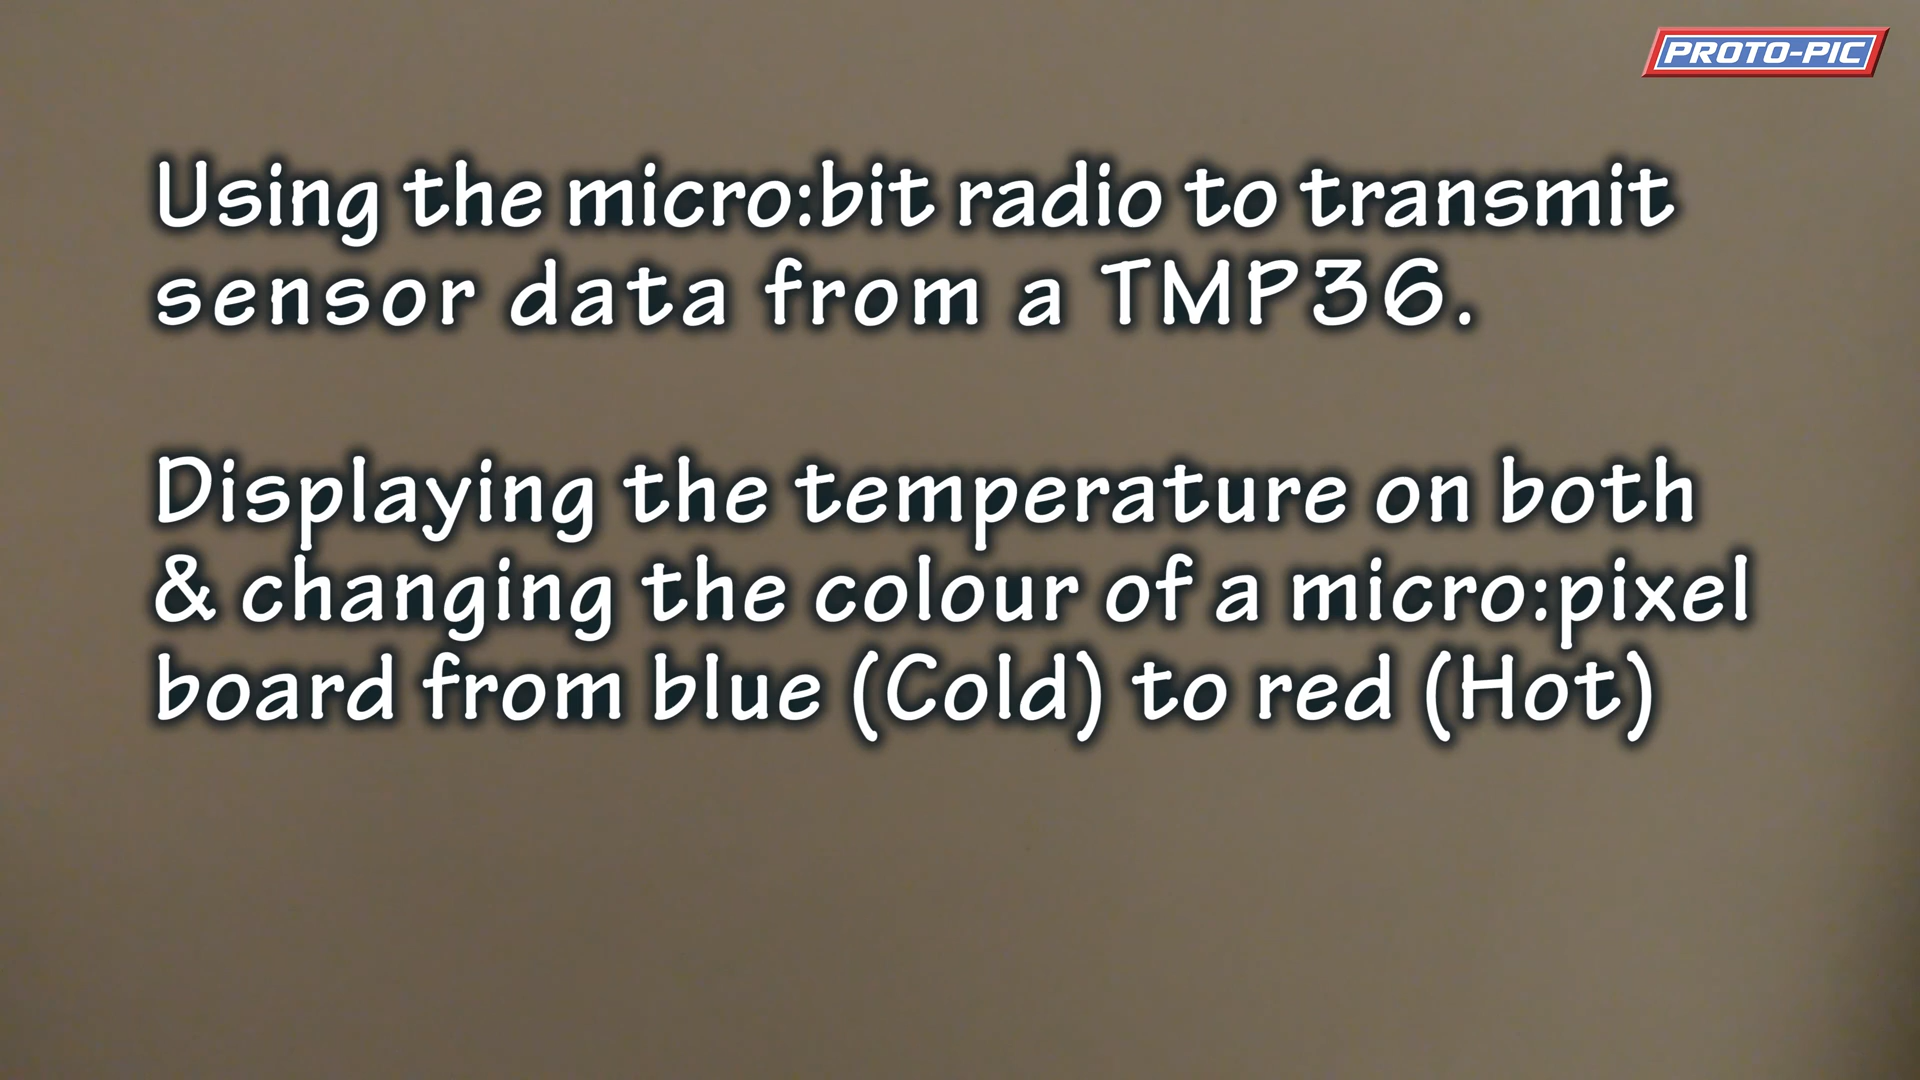 PROTO-PIC
Using the micro:bit radio to transmit
sensor data from a TMP36.
Displaying the temperature on both
& changing the colour of a micro:pixel
board from blue (Cold) to red (Hot)